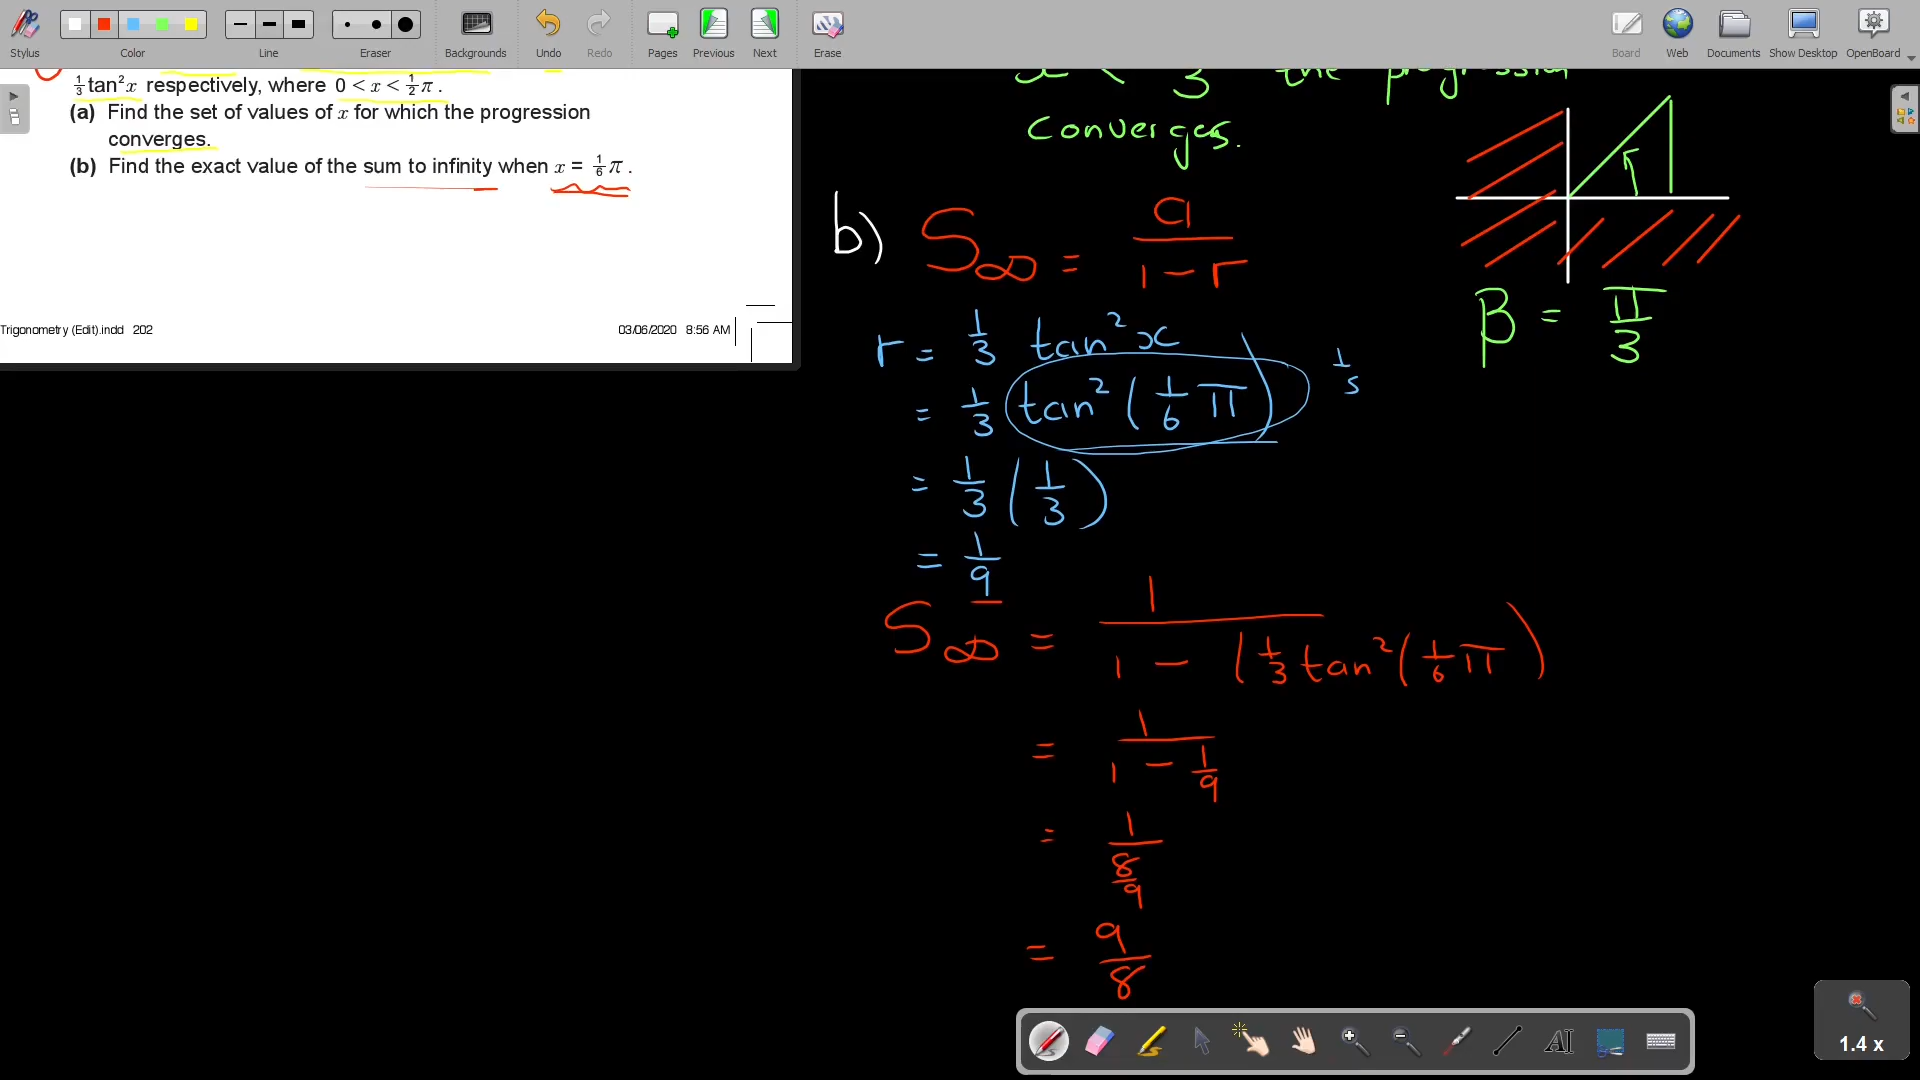 Stylus Color Line Eraser Backgrounds Undo Redo Pages Previous Next Erase Board Web Documents Show Desktop OpenBoard
1/3 tan²x respectively, where 0 < x < 1/2 π .
(a) Find the set of values of x for which the progression
converges.
(b) Find the exact value of the sum to infinity when x = 1/6 π .
Trigonometry (Edit).indd 202
03/06/2020 8:56 AM
the progression
converges.
β = π/3
b) S∞ = a/(1 - r)
r = 1/3 tan²x
= 1/3 tan²(1/6 π)
1/s
= 1/3 (1/3)
= 1/9
S∞ = 1/(1 - (1/3 tan²(1/6 π)
= 1/(1 - 1/9)
= 1/(8/9)
= 9/8
AI
1.4 x